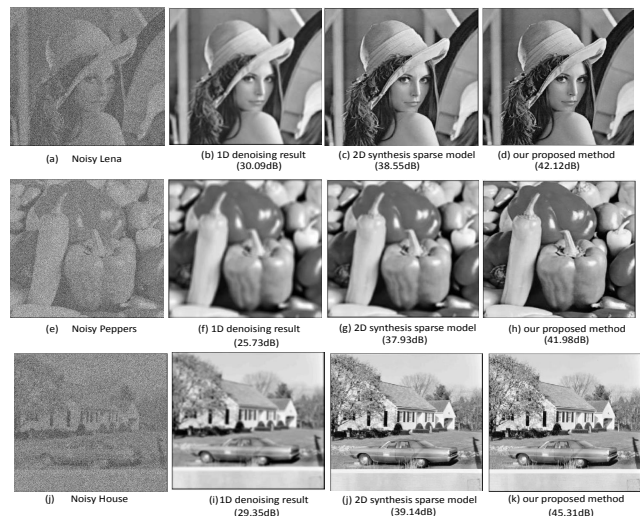 (a) Noisy Lena
(b) 1D denoising result
(30.09dB)
(c) 2D synthesis sparse model
(38.55dB)
(d) our proposed method
(42.12dB)
(e) Noisy Peppers
(f) 1D denoising result
(25.73dB)
(g) 2D synthesis sparse model
(37.93dB)
(h) our proposed method
(41.98dB)
(j) Noisy House
(i)1D denoising result
(29.35dB)
(j) 2D synthesis sparse model
(39.14dB)
(k) our proposed method
(45.31dB)